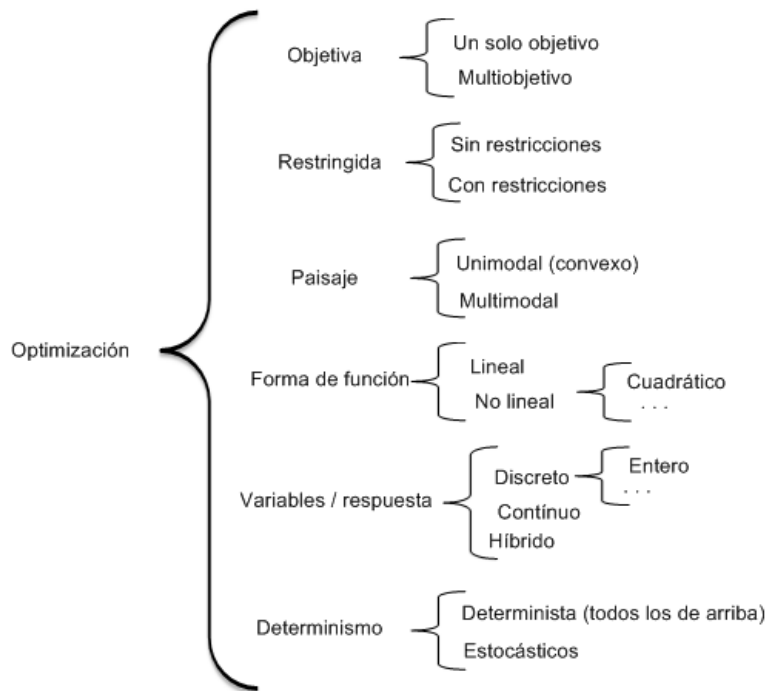 Optimización
Objetiva
Un solo objetivo
Multiobjetivo
Restringida
Sin restricciones
Con restricciones
Paisaje
Unimodal (convexo)
Multimodal
Forma de función
Lineal
No lineal
Cuadrático
. . .
Variables / respuesta
Discreto
Entero
. . .
Contínuo
Híbrido
Determinismo
Determinista (todos los de arriba)
Estocásticos